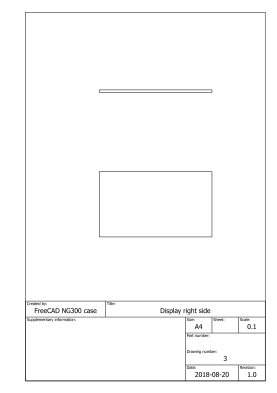 Created by:
FreeCAD NG300 case
Title:
Display right side
Supplementary information:
Size:
A4
Sheet:
Scale:
0.1
Part number:
Drawing number:
3
Date:
2018-08-20
Revision:
1.0